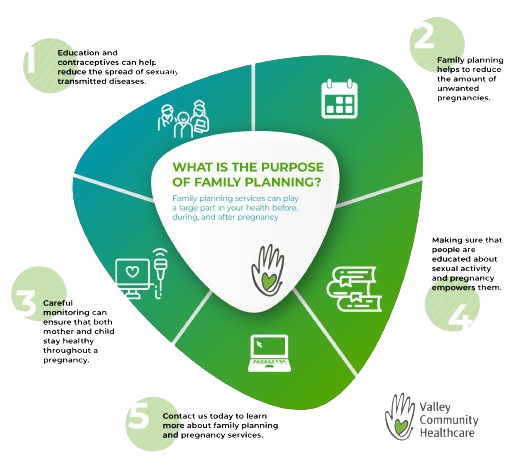 1
Education and
contraceptives can help
reduce the spread of sexually
transmitted diseases.
2
Family planning
helps to reduce
the amount of
unwanted
pregnancies.
WHAT IS THE PURPOSE
OF FAMILY PLANNING?
Family planning services can play
a large part in your health before,
during, and after pregnancy
3
Careful
monitoring can
ensure that both
mother and child
stay healthy
throughout a
pregnancy.
Making sure that
people are
educated about
sexual activity
and pregnancy
empowers them.
4
5
Contact us today to learn
more about family planning
and pregnancy services.
Valley
Community
Healthcare